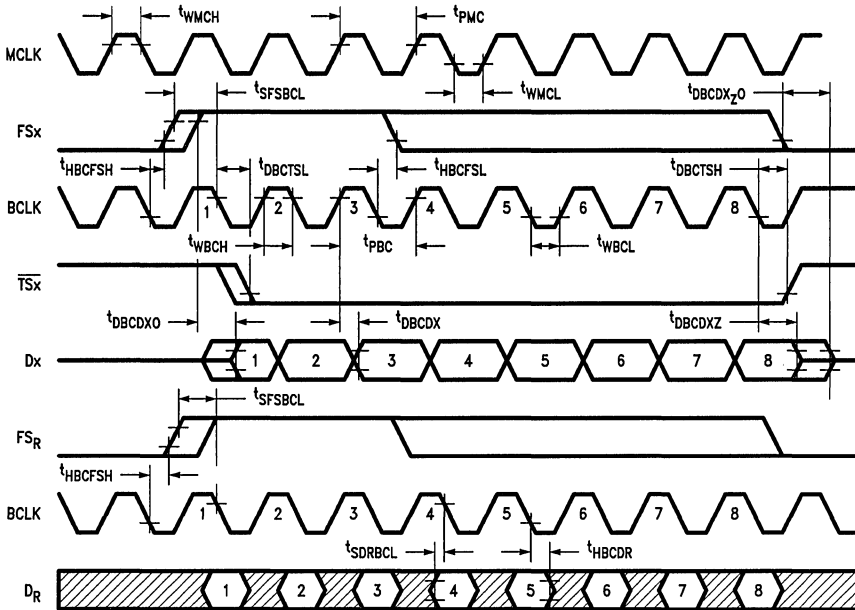 tWMCH tPMC
MCLK
tSFSBCL tWMCL tDBCDXZO
FSX
tHBCFSH tDBCTSL tHBCFSL tDBCTSH
BCLK 1 2 3 4 5 6 7 8
tWBCH tPBC tWBCL
TSX
tDBCDXO tDBCDX tDBCDXZ
DX 1 2 3 4 5 6 7 8
tSFSBCL
FSR
tHBCFSH
BCLK 1 2 3 4 5 6 7 8
tSDRBCL tHBCDR
DR 1 2 3 4 5 6 7 8